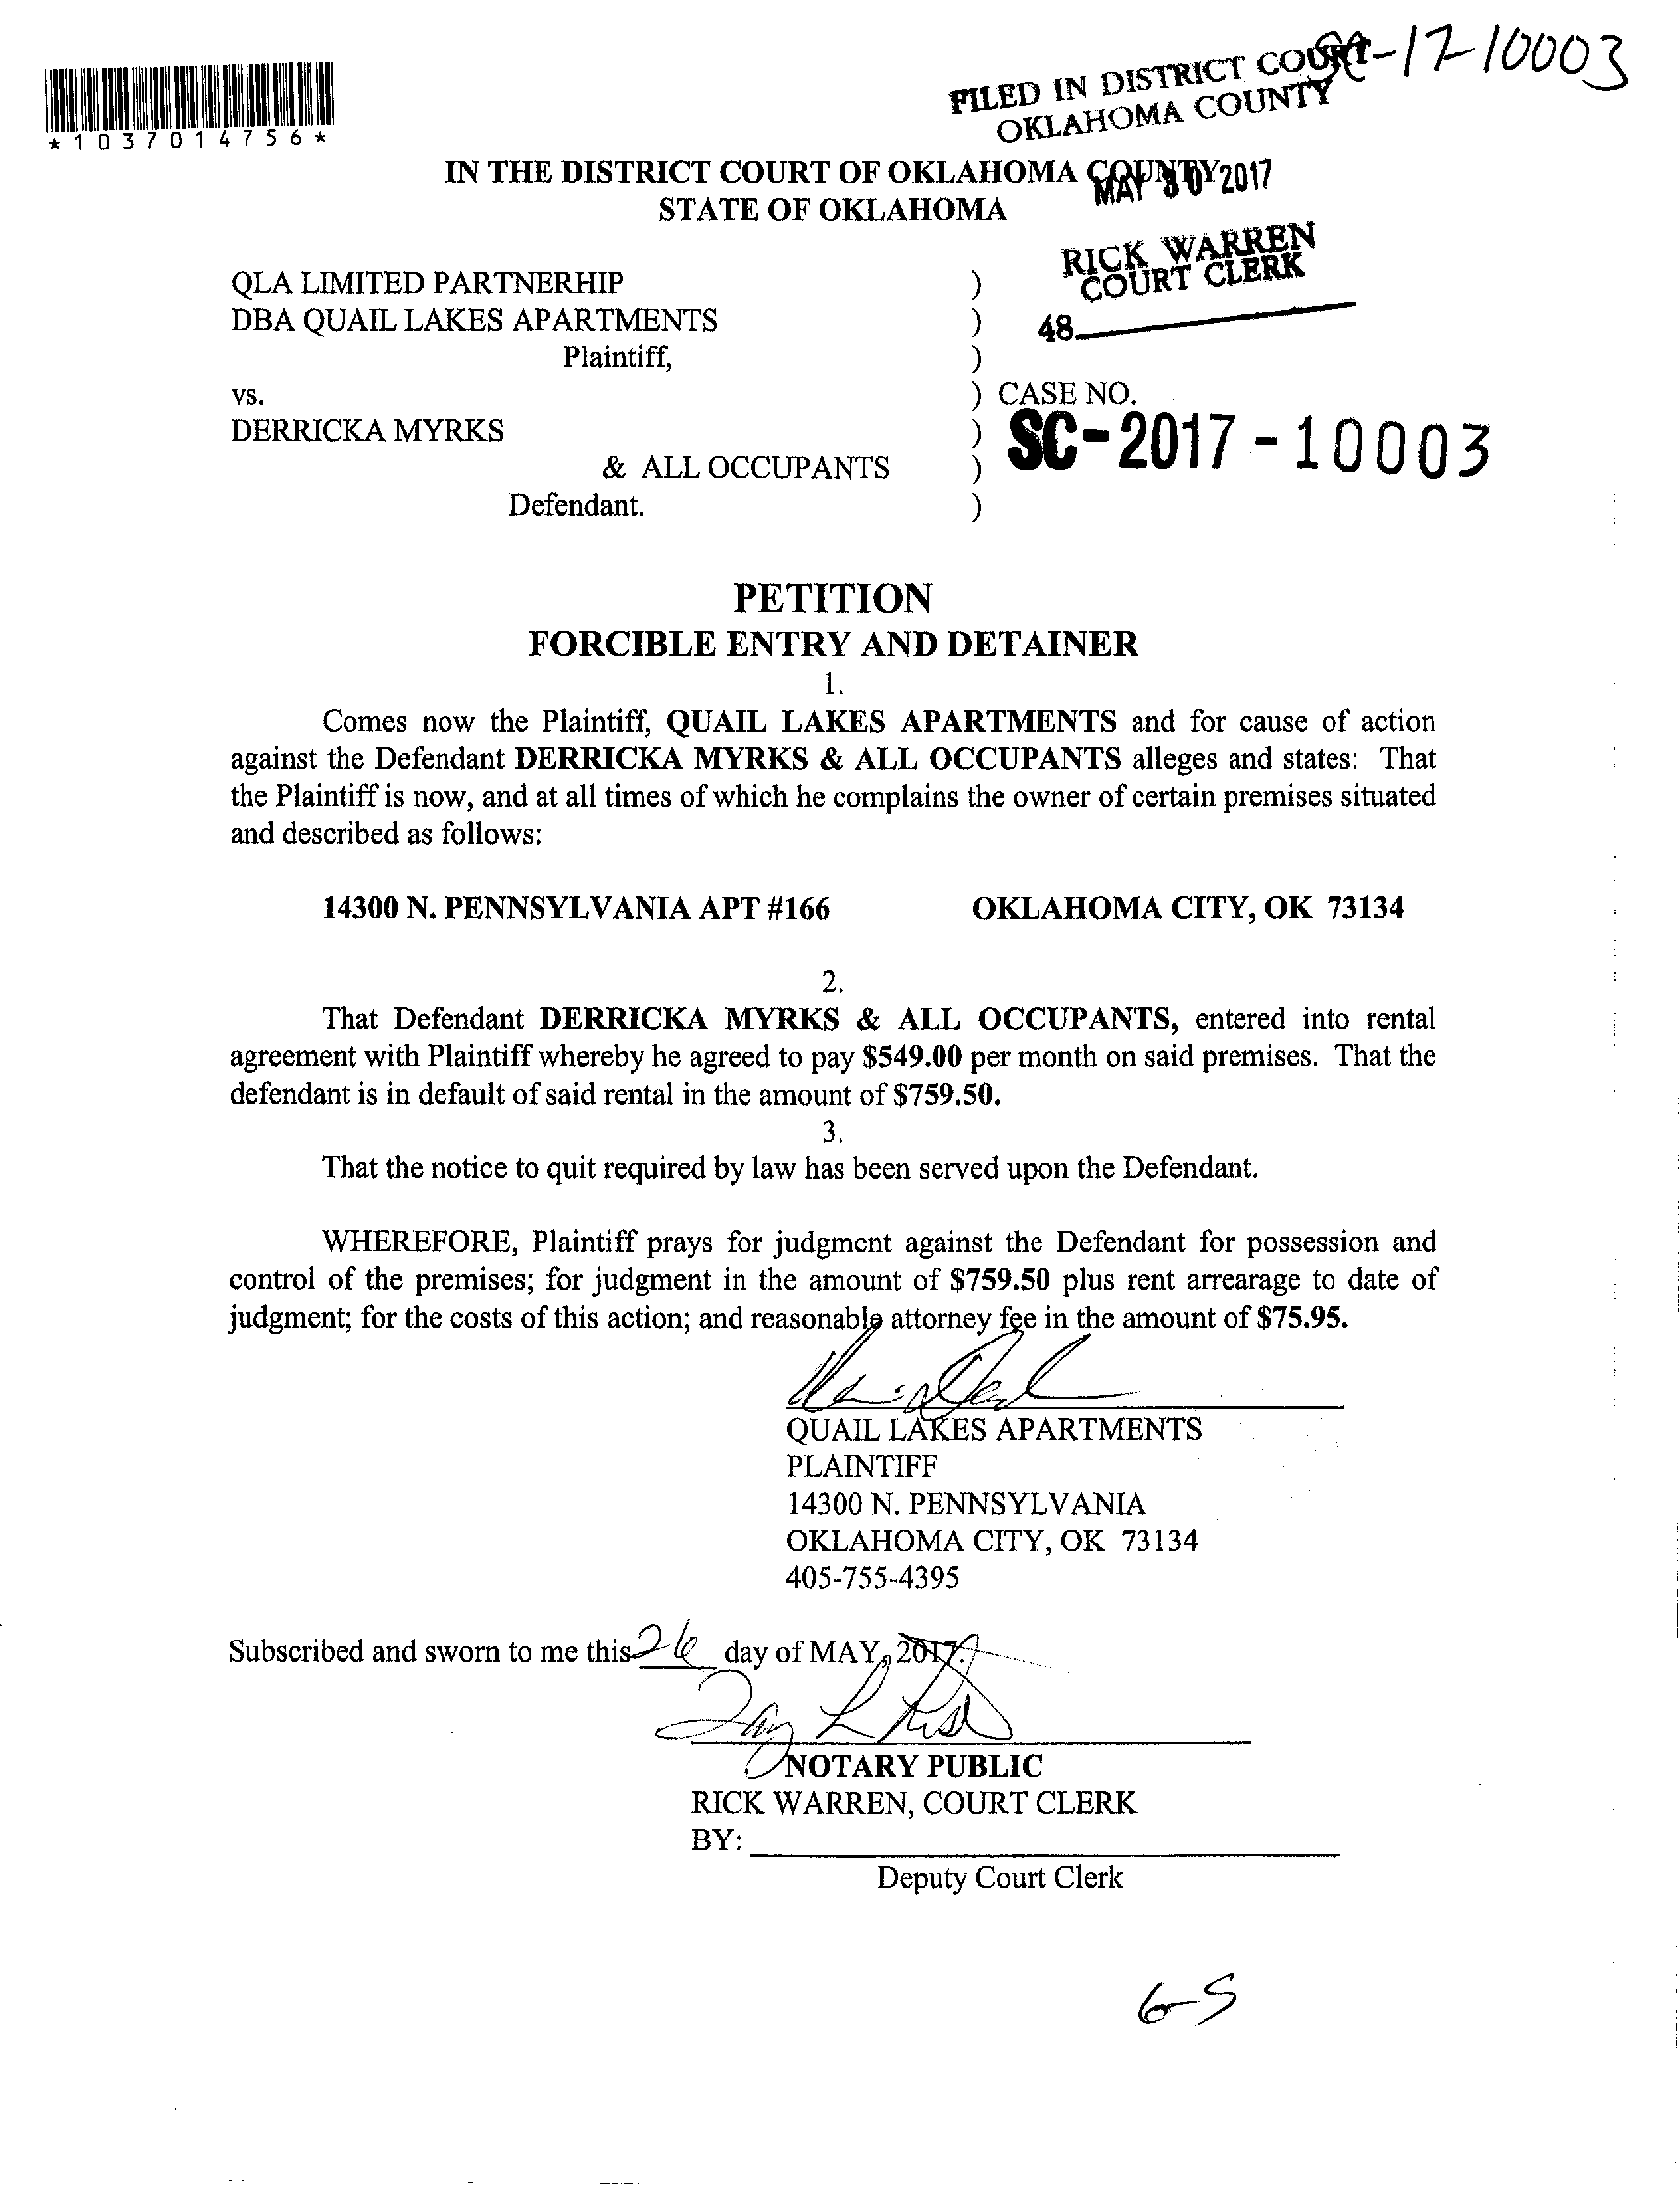 SC-17-10003
FILED IN DISTRICT COURT
OKLAHOMA COUNTY
*1037014756*
IN THE DISTRICT COURT OF OKLAHOMA COUNTY
MAY 30 2017
STATE OF OKLAHOMA
RICK WARREN
COURT CLERK
48
QLA LIMITED PARTNERHIP )
DBA QUAIL LAKES APARTMENTS )
Plaintiff, )
vs. ) CASE NO.
DERRICKA MYRKS ) SC-2017-10003
& ALL OCCUPANTS )
Defendant. )
PETITION
FORCIBLE ENTRY AND DETAINER
1.
Comes now the Plaintiff, QUAIL LAKES APARTMENTS and for cause of action
against the Defendant DERRICKA MYRKS & ALL OCCUPANTS alleges and states: That
the Plaintiff is now, and at all times of which he complains the owner of certain premises situated
and described as follows:
14300 N. PENNSYLVANIA APT #166 OKLAHOMA CITY, OK 73134
2.
That Defendant DERRICKA MYRKS & ALL OCCUPANTS, entered into rental
agreement with Plaintiff whereby he agreed to pay $549.00 per month on said premises. That the
defendant is in default of said rental in the amount of $759.50.
3.
That the notice to quit required by law has been served upon the Defendant.
WHEREFORE, Plaintiff prays for judgment against the Defendant for possession and
control of the premises; for judgment in the amount of $759.50 plus rent arrearage to date of
judgment; for the costs of this action; and reasonable attorney fee in the amount of $75.95.
QUAIL LAKES APARTMENTS
PLAINTIFF
14300 N. PENNSYLVANIA
OKLAHOMA CITY, OK 73134
405-755-4395
Subscribed and sworn to me this 26 day of MAY, 2017.
NOTARY PUBLIC
RICK WARREN, COURT CLERK
BY:
Deputy Court Clerk
6-5